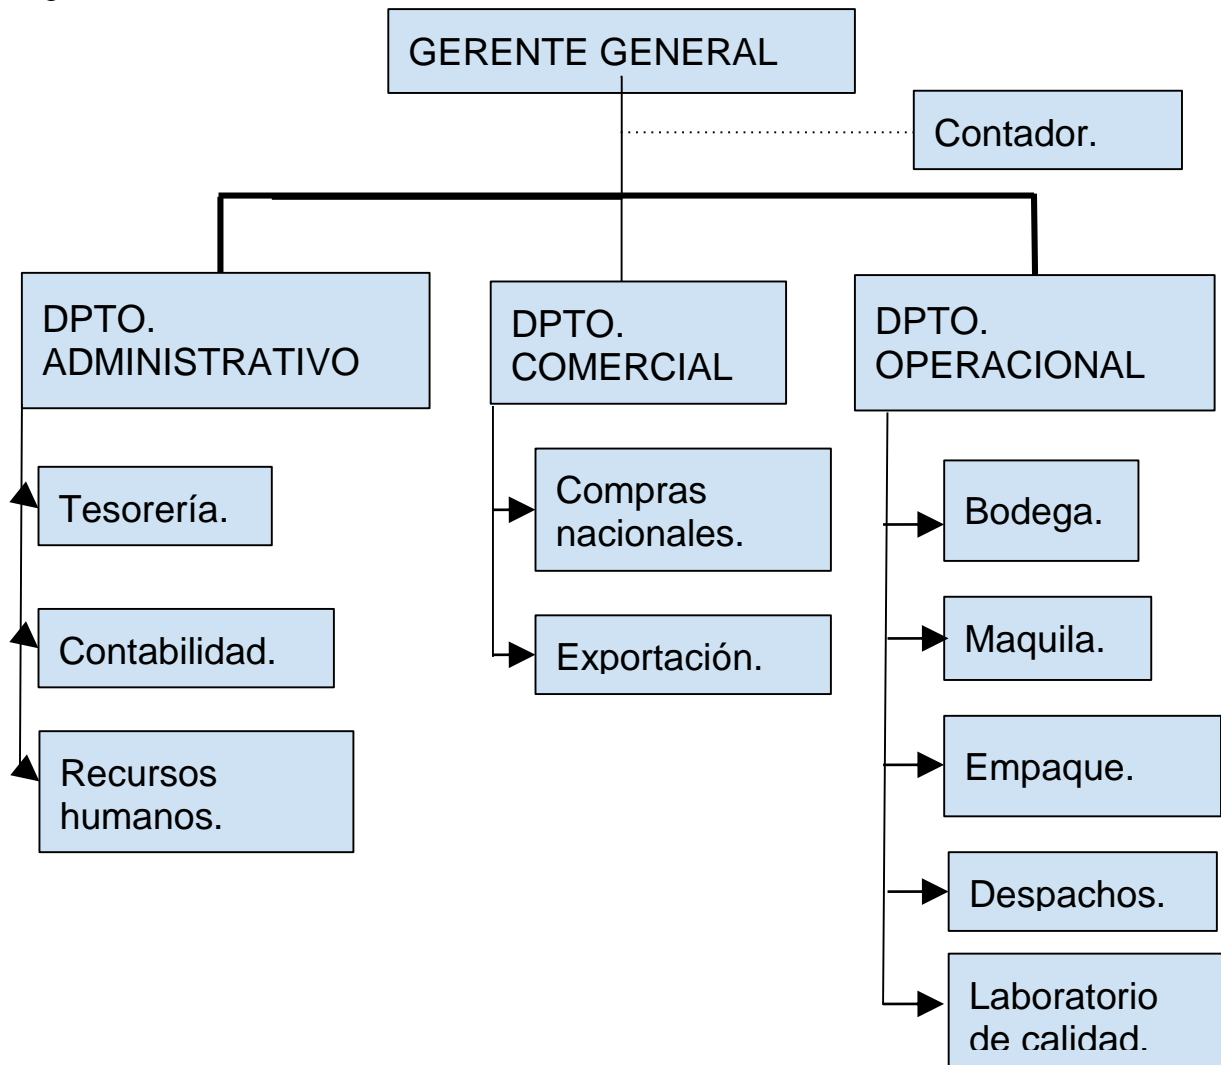 GERENTE GENERAL
Contador.
DPTO.
ADMINISTRATIVO
DPTO.
COMERCIAL
DPTO.
OPERACIONAL
Tesorería.
Contabilidad.
Recursos
humanos.
Compras
nacionales.
Exportación.
Bodega.
Maquila.
Empaque.
Despachos.
Laboratorio
de calidad.